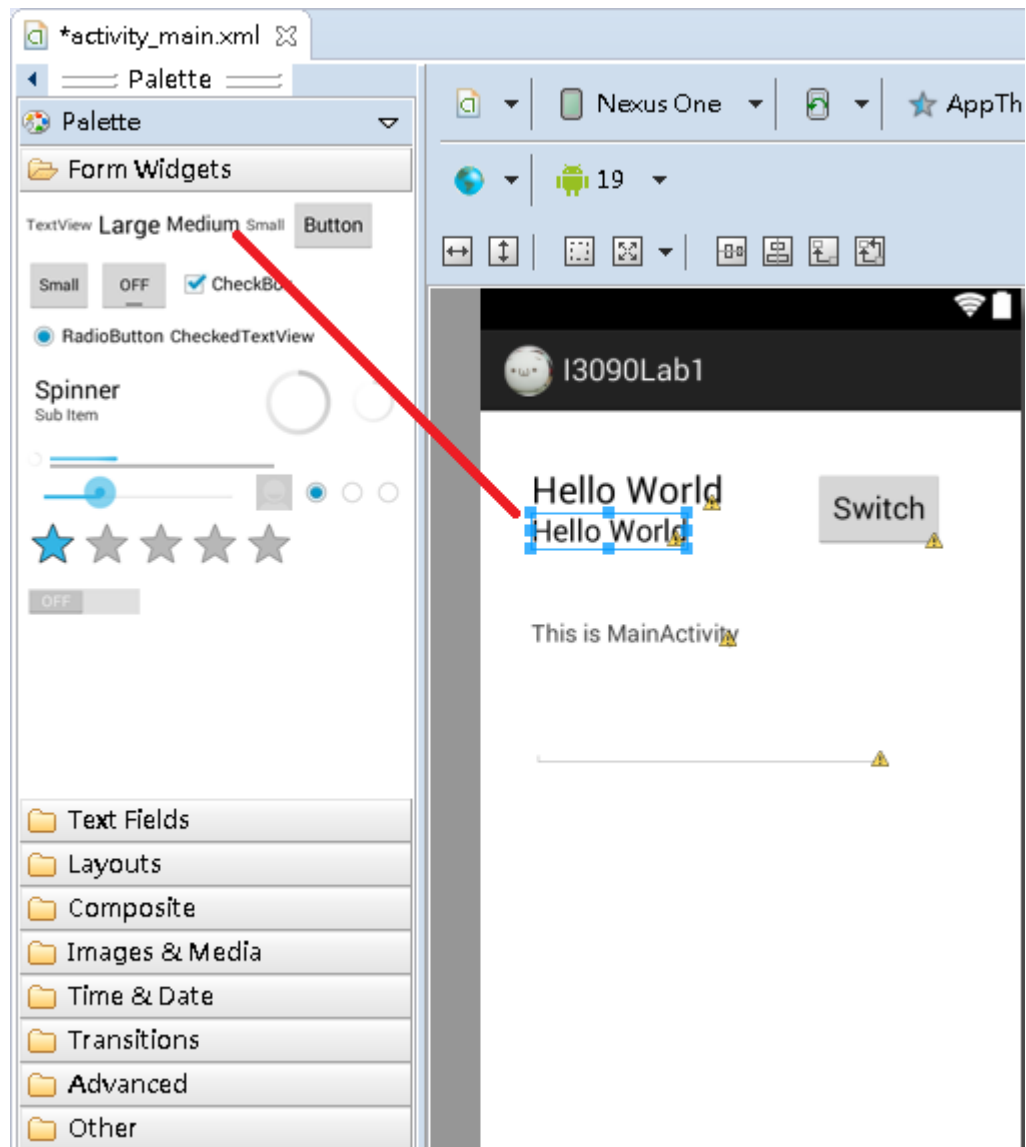 *activity_main.xml
Palette
Palette
Form Widgets
TextView Large Medium Small Button
Small OFF CheckBox
RadioButton CheckedTextView
Spinner
Sub Item
OFF
Text Fields
Layouts
Composite
Images & Media
Time & Date
Transitions
Advanced
Other
Nexus One AppTh
19
I3090Lab1
Hello World
Hello World
Switch
This is MainActivity